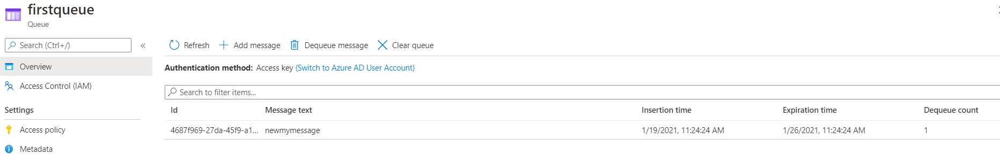 firstqueue
Queue
Search (Ctrl+/) «
Overview
Access Control (IAM)
Settings
Access policy
Metadata
Refresh Add message Dequeue message Clear queue
Authentication method: Access key (Switch to Azure AD User Account)
Search to filter items...
Id Message text Insertion time Expiration time Dequeue count
4687f969-27da-45f9-a1... newmymessage 1/19/2021, 11:24:24 AM 1/26/2021, 11:24:24 AM 1